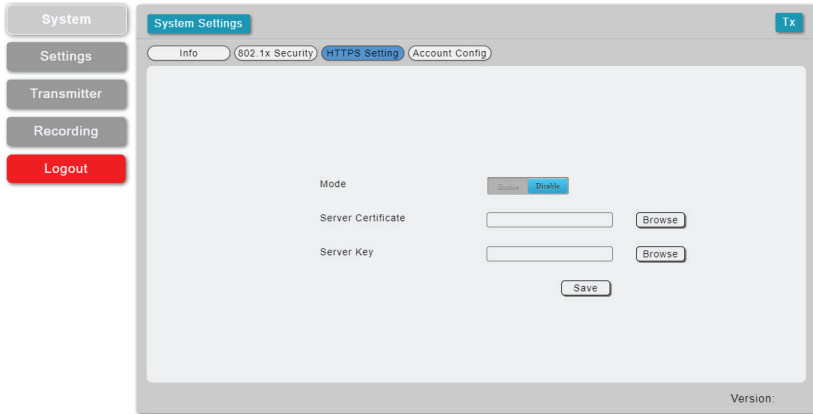 System
Settings
Transmitter
Recording
Logout
System Settings
Tx
Info 802.1x Security HTTPS Setting Account Config
Mode Enable Disable
Server Certificate Browse
Server Key Browse
Save
Version: